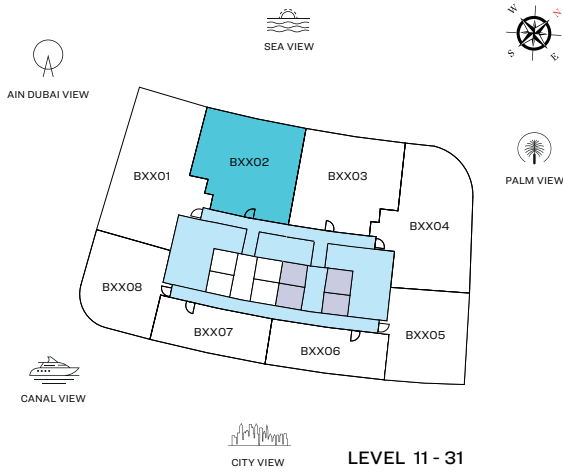 SEA VIEW
W
N
S
E
AIN DUBAI VIEW
PALM VIEW
BXX01
BXX02
BXX03
BXX04
BXX08
BXX07
BXX06
BXX05
CANAL VIEW
CITY VIEW
LEVEL 11 - 31